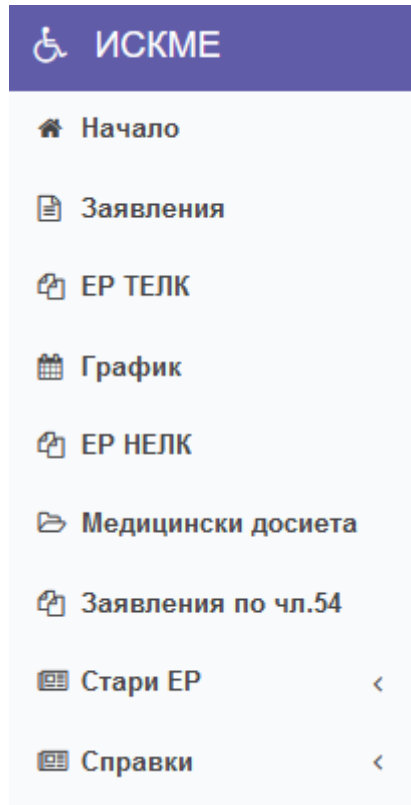 ИСКМЕ
Начало
Заявления
ЕР ТЕЛК
График
ЕР НЕЛК
Медицински досиета
Заявления по чл.54
Стари ЕР
Справки